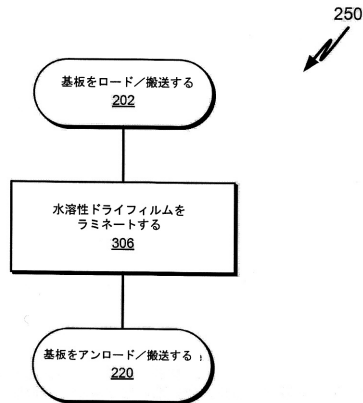 250
基板をロード／搬送する
202
水溶性ドライフィルムを
ラミネートする
306
基板をアンロード／搬送する
220